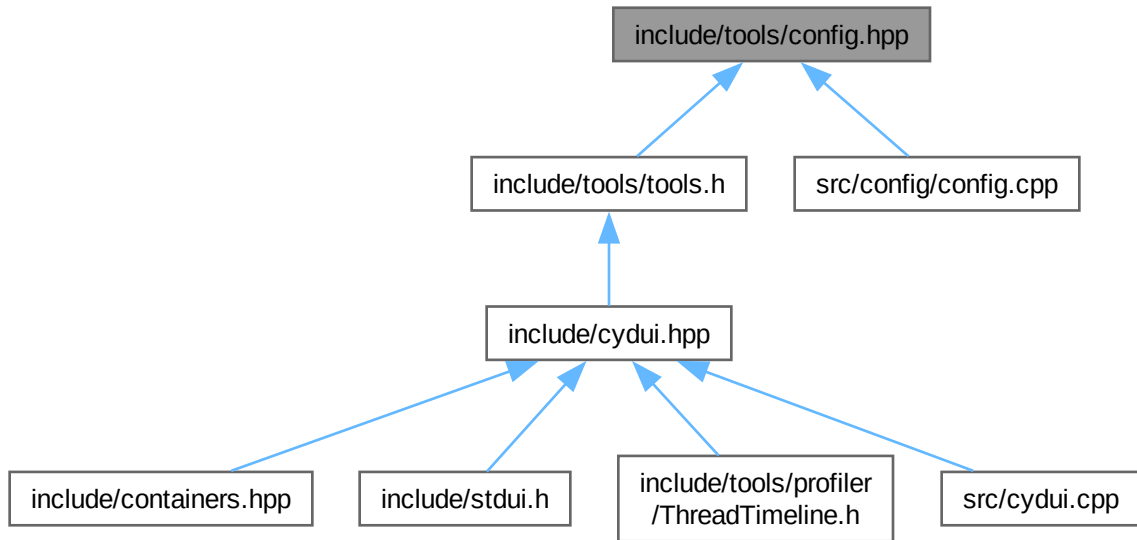 include/tools/config.hpp
include/tools/tools.h
src/config/config.cpp
include/cydui.hpp
include/containers.hpp
include/stdui.h
include/tools/profiler
/ThreadTimeline.h
src/cydui.cpp